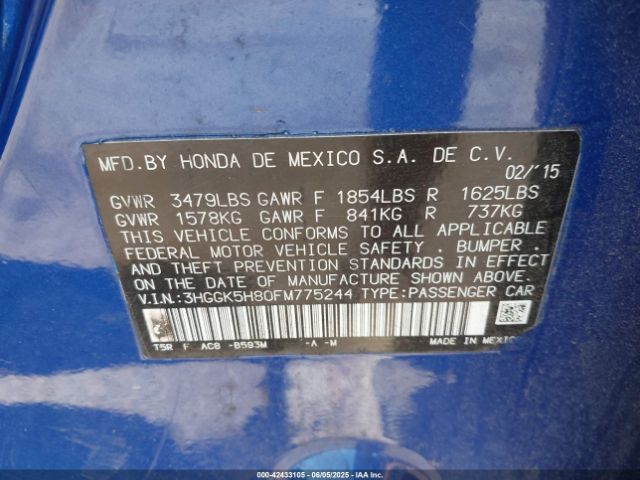 MFD.BY HONDA DE MEXICO S.A. DE C.V.
02/'15
GVWR 3479LBS GAWR F 1854LBS R 1625LBS
GVWR 1578KG GAWR F 841KG R 737KG
THIS VEHICLE CONFORMS TO ALL APPLICABLE
FEDERAL MOTOR VEHICLE SAFETY . BUMPER .
AND THEFT PREVENTION STANDARDS IN EFFECT
ON THE DATE OF MANUFACTURE SHOWN ABOVE.
V.I.N.:3HGGK5H80FM775244 TYPE:PASSENGER CAR
T5R F AC8 -B593M -A -M MADE IN MEXICO
000-42433105 - 06/05/2025 - IAAI TRADEMARK & COPYRIGHT